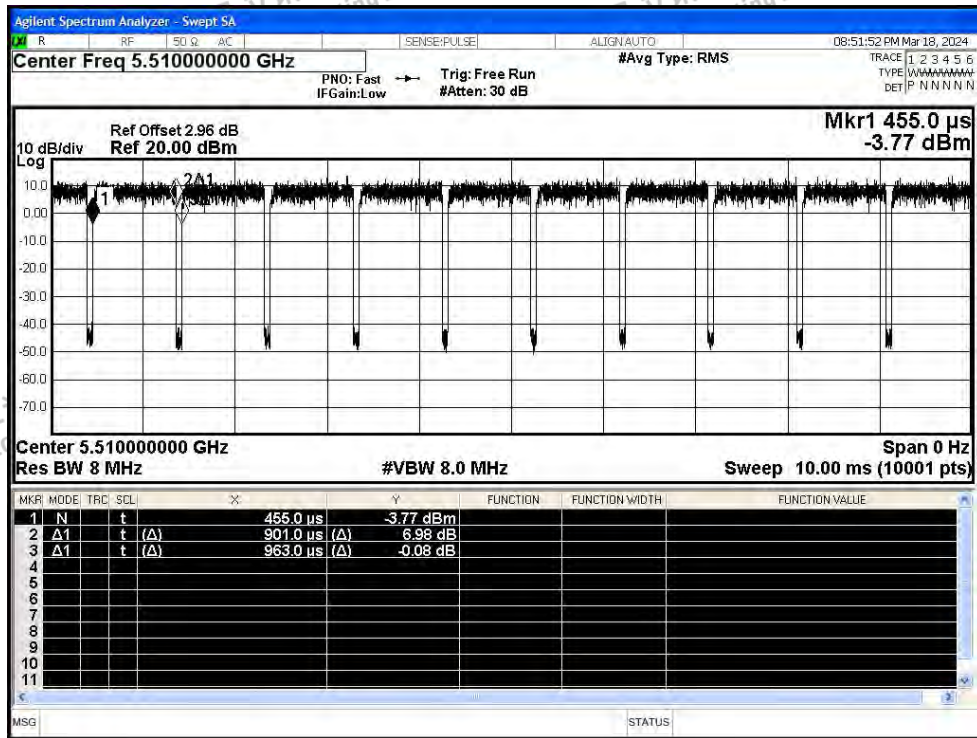 Agilent Spectrum Analyzer - Swept SA
LXI R RF 50 Ω AC SENSE:PULSE ALIGN AUTO 08:51:52 PM Mar 18, 2024
Center Freq 5.510000000 GHz #Avg Type: RMS TRACE 1 2 3 4 5 6
PNO: Fast Trig: Free Run TYPE WWWWWW
IFGain:Low #Atten: 30 dB DET P N N N N N
Mkr1 455.0 µs
Ref Offset 2.96 dB
10 dB/div Ref 20.00 dBm -3.77 dBm
Log
2Δ1
10.0
1
0.00
-10.0
-20.0
-30.0
-40.0
-50.0
-60.0
-70.0
Center 5.510000000 GHz Span 0 Hz
Res BW 8 MHz #VBW 8.0 MHz Sweep 10.00 ms (10001 pts)
MKR MODE TRC SCL X Y FUNCTION FUNCTION WIDTH FUNCTION VALUE
1 N t 455.0 µs -3.77 dBm
2 Δ1 t (Δ) 901.0 µs (Δ) 6.98 dB
3 Δ1 t (Δ) 963.0 µs (Δ) -0.08 dB
4
5
6
7
8
9
10
11
MSG STATUS